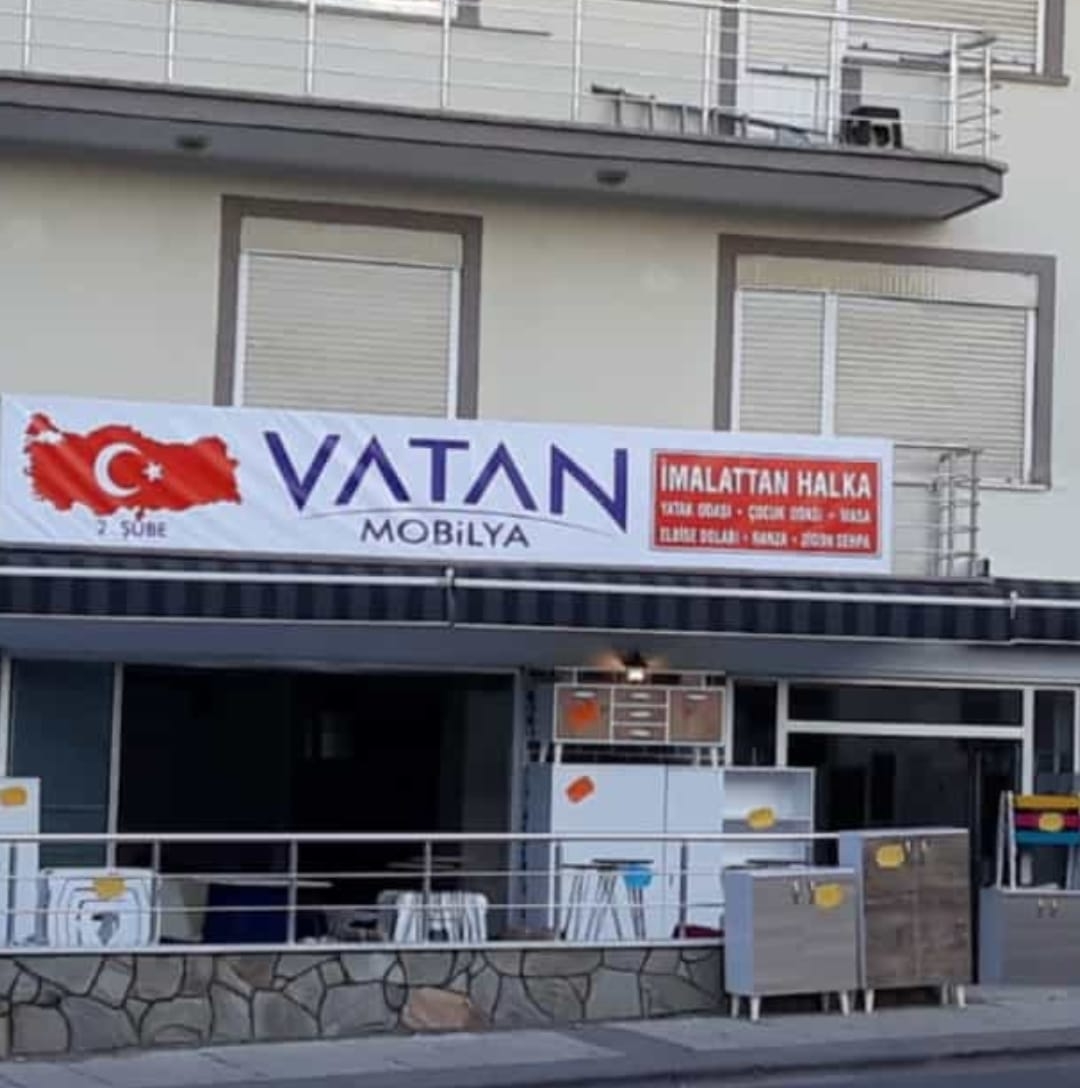 2. ŞUBE
VATAN
MOBİLYA
İMALATTAN HALKA
YATAK ODASI • ÇOCUK ODASI • MASA
ELBİSE DOLABI • RANZA • ZİGON SEHPA